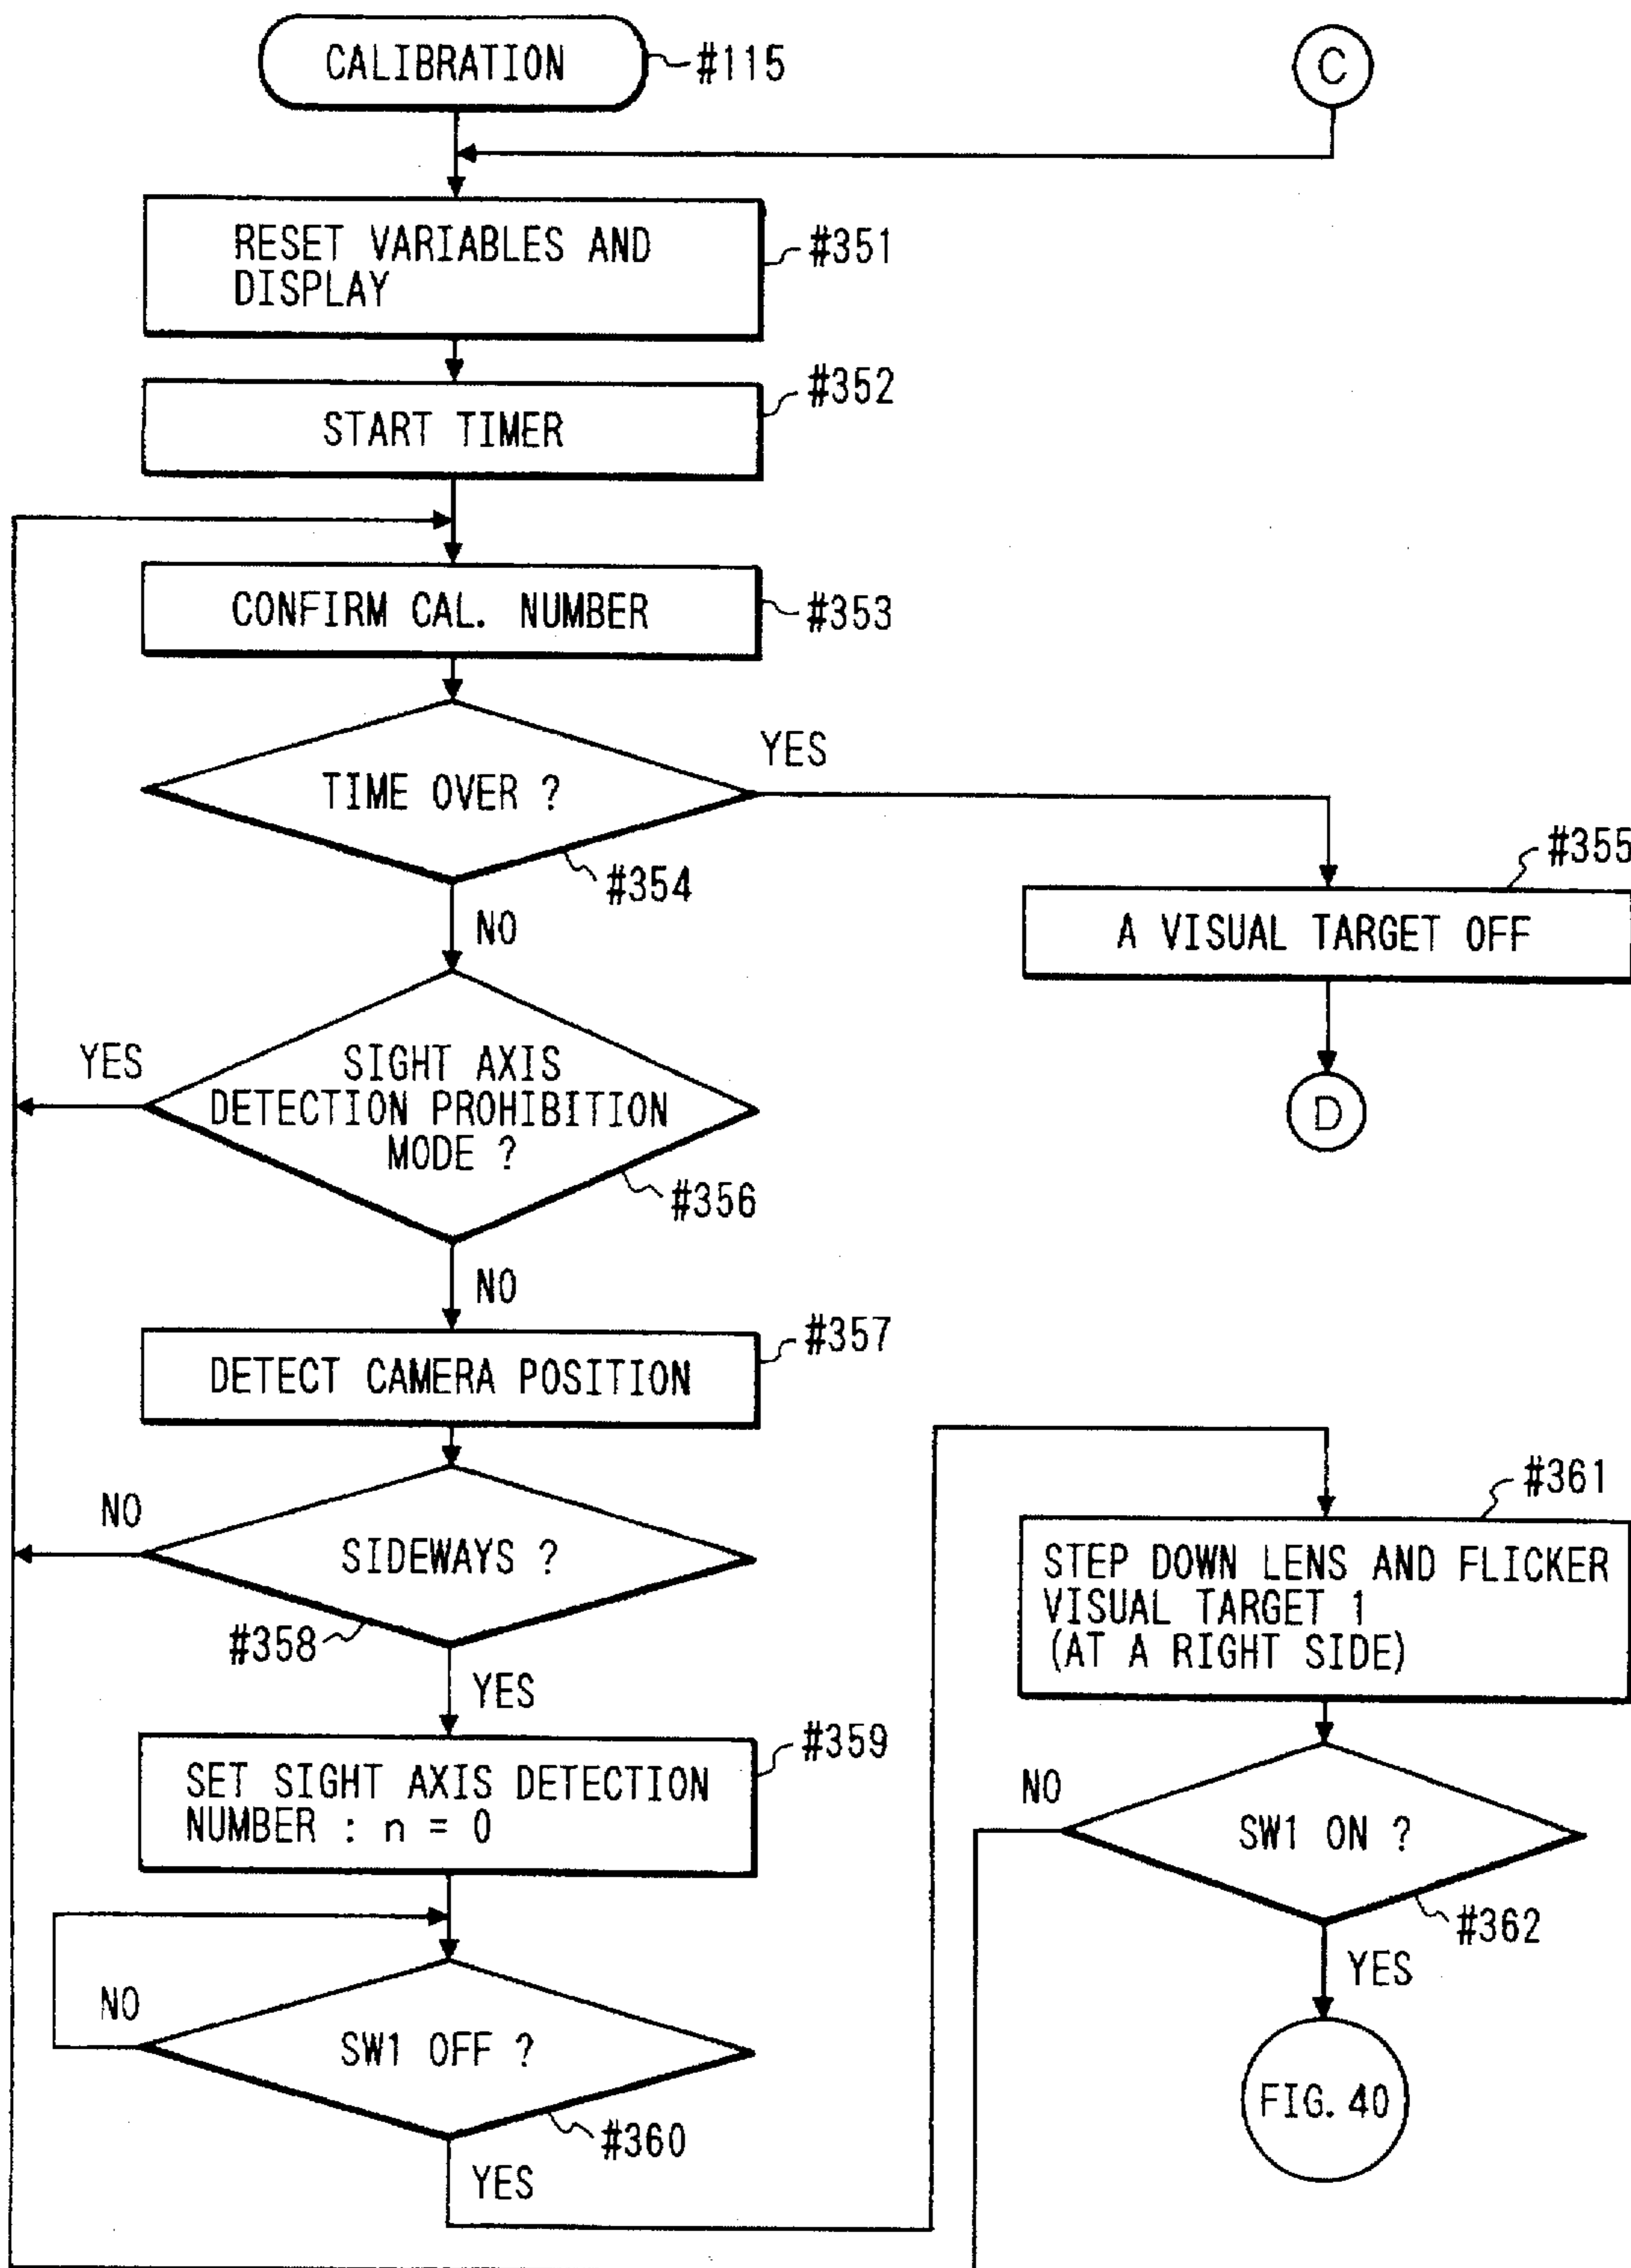 CALIBRATION
#115
C
RESET VARIABLES AND
DISPLAY
#351
START TIMER
#352
CONFIRM CAL. NUMBER
#353
TIME OVER ?
YES
#354
NO
#355
A VISUAL TARGET OFF
D
YES
SIGHT AXIS
DETECTION PROHIBITION
MODE ?
#356
NO
DETECT CAMERA POSITION
#357
NO
SIDEWAYS ?
#358
YES
SET SIGHT AXIS DETECTION
NUMBER : n = 0
#359
NO
SW1 OFF ?
#360
YES
#361
STEP DOWN LENS AND FLICKER
VISUAL TARGET 1
(AT A RIGHT SIDE)
NO
SW1 ON ?
#362
YES
FIG. 40